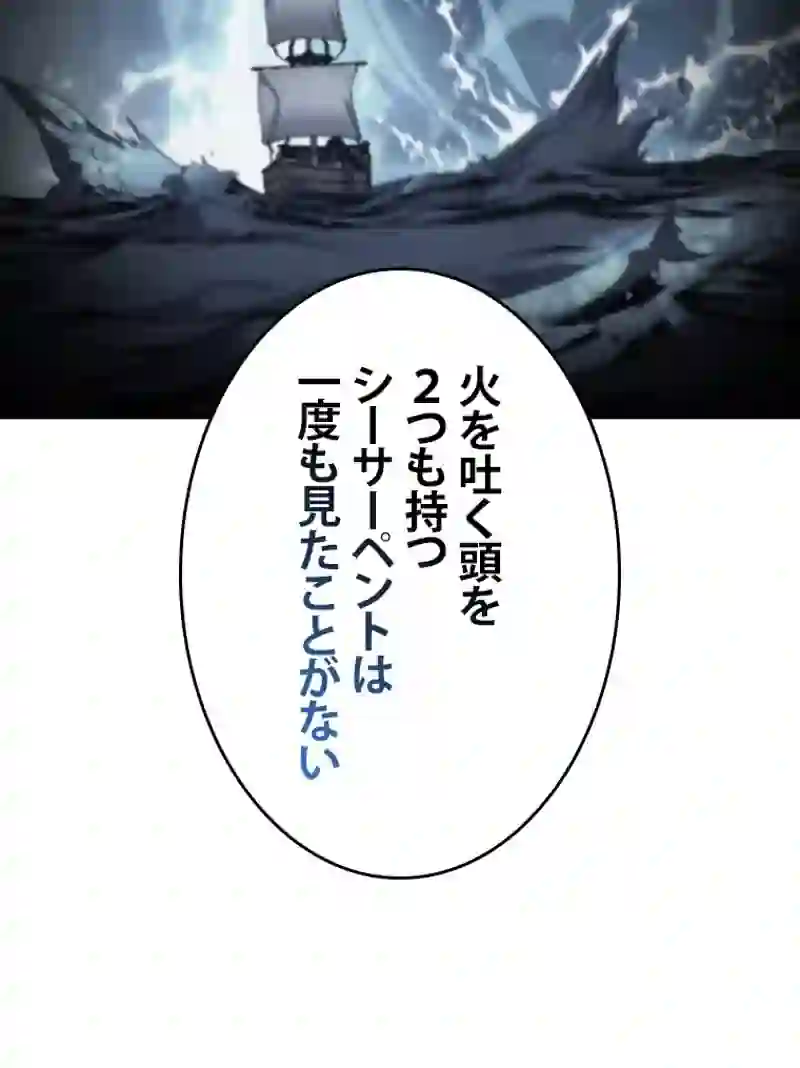 火を吐く頭を
2つも持つ
シーサーペントは
一度も見たことがない